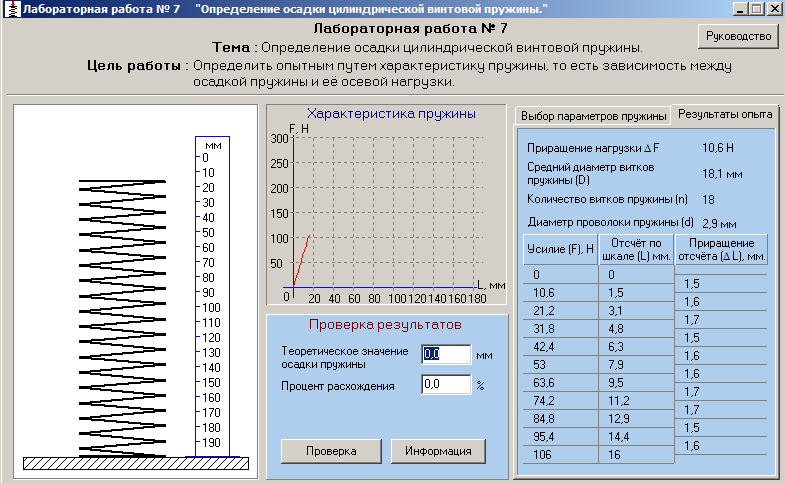 Лабораторная работа № 7 "Определение осадки цилиндрической винтовой пружины."
Лабораторная работа № 7
Тема : Определение осадки цилиндрической винтовой пружины.
Цель работы : Определить опытным путем характеристику пружины, то есть зависимость между
осадкой пружины и её осевой нагрузки.
Руководство
мм
0
10
20
30
40
50
60
70
80
90
100
110
120
130
140
150
160
170
180
190
Характеристика пружины
F, Н
300
250
200
150
100
50
0
20 40 60 80 100 120 140 160 180
L, мм
Проверка результатов
Теоретическое значение
осадки пружины
0,0 мм
Процент расхождения 0,0 %
Проверка Информация
Выбор параметров пружины Результаты опыта
Приращение нагрузки Δ F 10,6 Н
Средний диаметр витков
пружины (D) 18,1 мм
Количество витков пружины (n) 18
Диаметр проволоки пружины (d) 2,9 мм
Усилие (F), Н
Отсчёт по
шкале (L) мм.
Приращение
отсчёта (Δ L), мм.
0 0
1,5
10,6 1,5
1,6
21,2 3,1
1,7
31,8 4,8
1,5
42,4 6,3
1,6
53 7,9
1,6
63,6 9,5
1,7
74,2 11,2
1,7
84,8 12,9
1,5
95,4 14,4
1,6
106 16